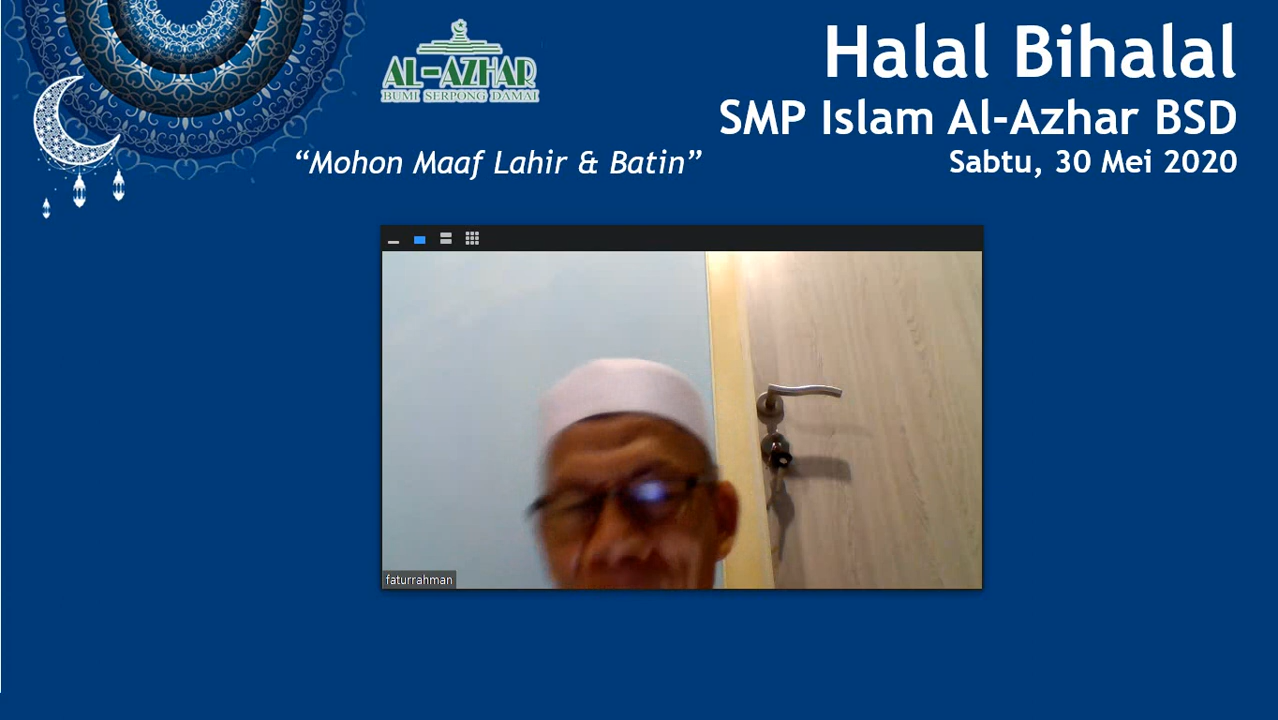 AL-AZHAR
BUMI SERPONG DAMAI
Halal Bihalal
SMP Islam Al-Azhar BSD
Sabtu, 30 Mei 2020
“Mohon Maaf Lahir & Batin”
faturrahman